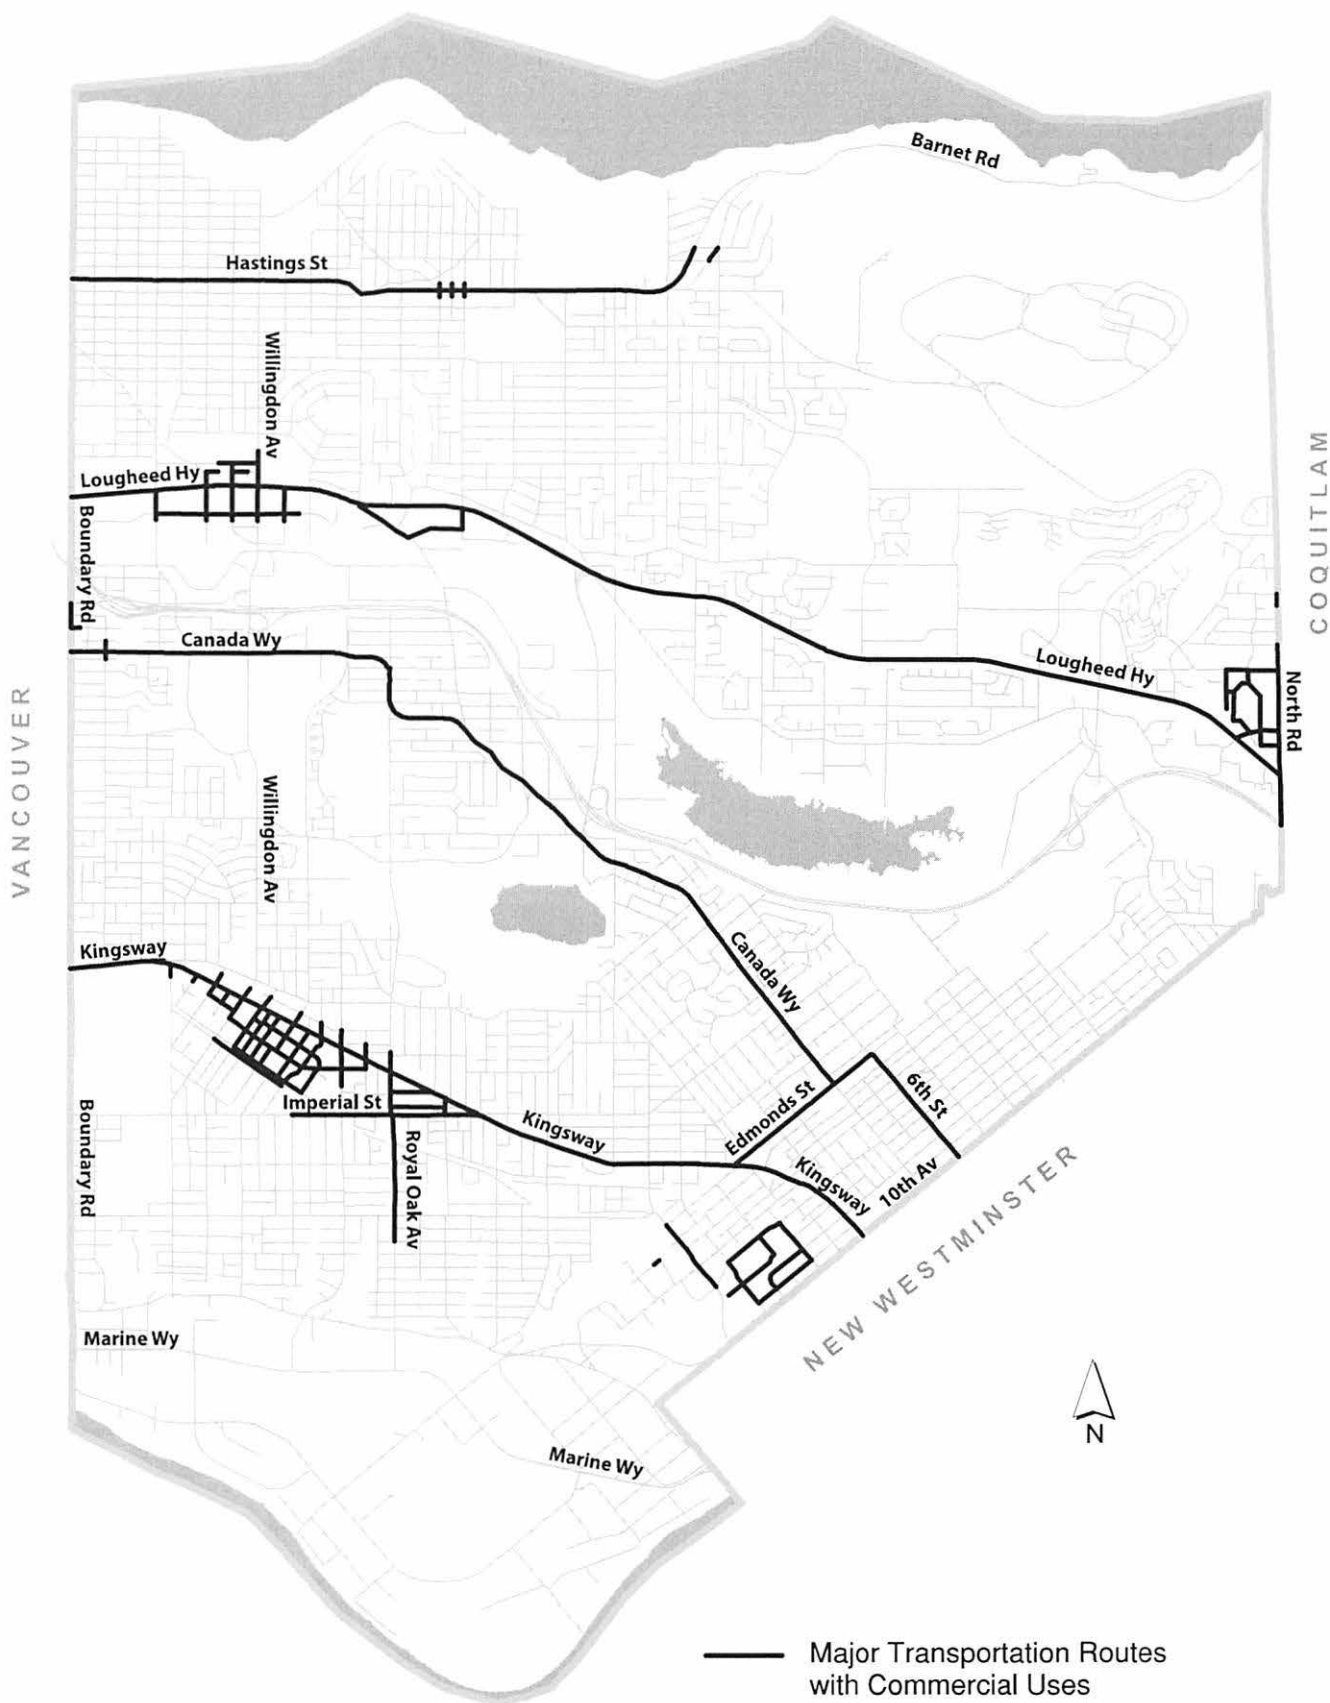 Barnet Rd
Hastings St
Willingdon Av
Lougheed Hy
COQUITLAM
Boundary Rd
Canada Wy
Lougheed Hy
North Rd
VANCOUVER
Willingdon Av
Kingsway
Canada Wy
6th St
Edmonds St
Imperial St
Kingsway
Boundary Rd
Royal Oak Av
Kingsway
10th Av
NEW WESTMINSTER
Marine Wy
N
Marine Wy
Major Transportation Routes
with Commercial Uses